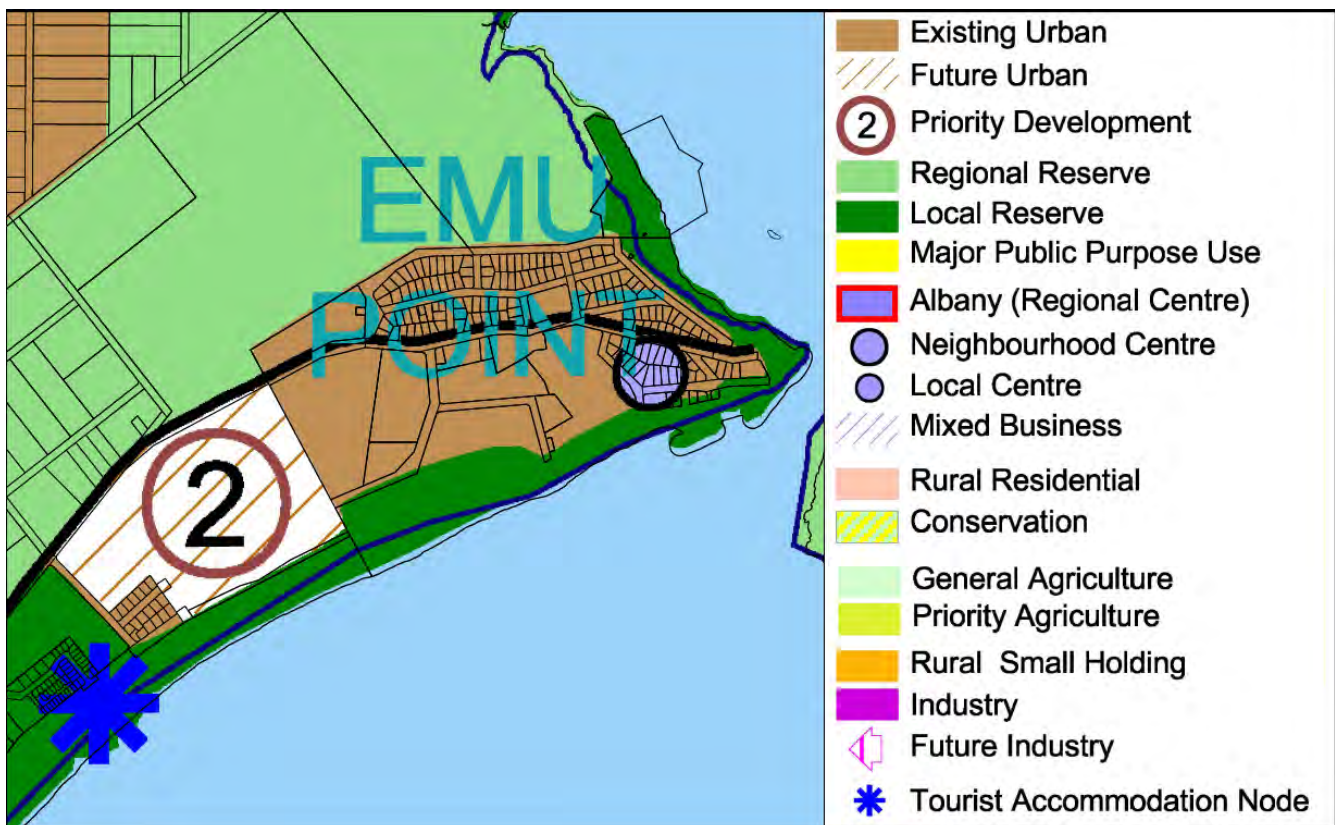 EMU
POINT
2
Existing Urban
Future Urban
2
Priority Development
Regional Reserve
Local Reserve
Major Public Purpose Use
Albany (Regional Centre)
Neighbourhood Centre
Local Centre
Mixed Business
Rural Residential
Conservation
General Agriculture
Priority Agriculture
Rural Small Holding
Industry
Future Industry
Tourist Accommodation Node